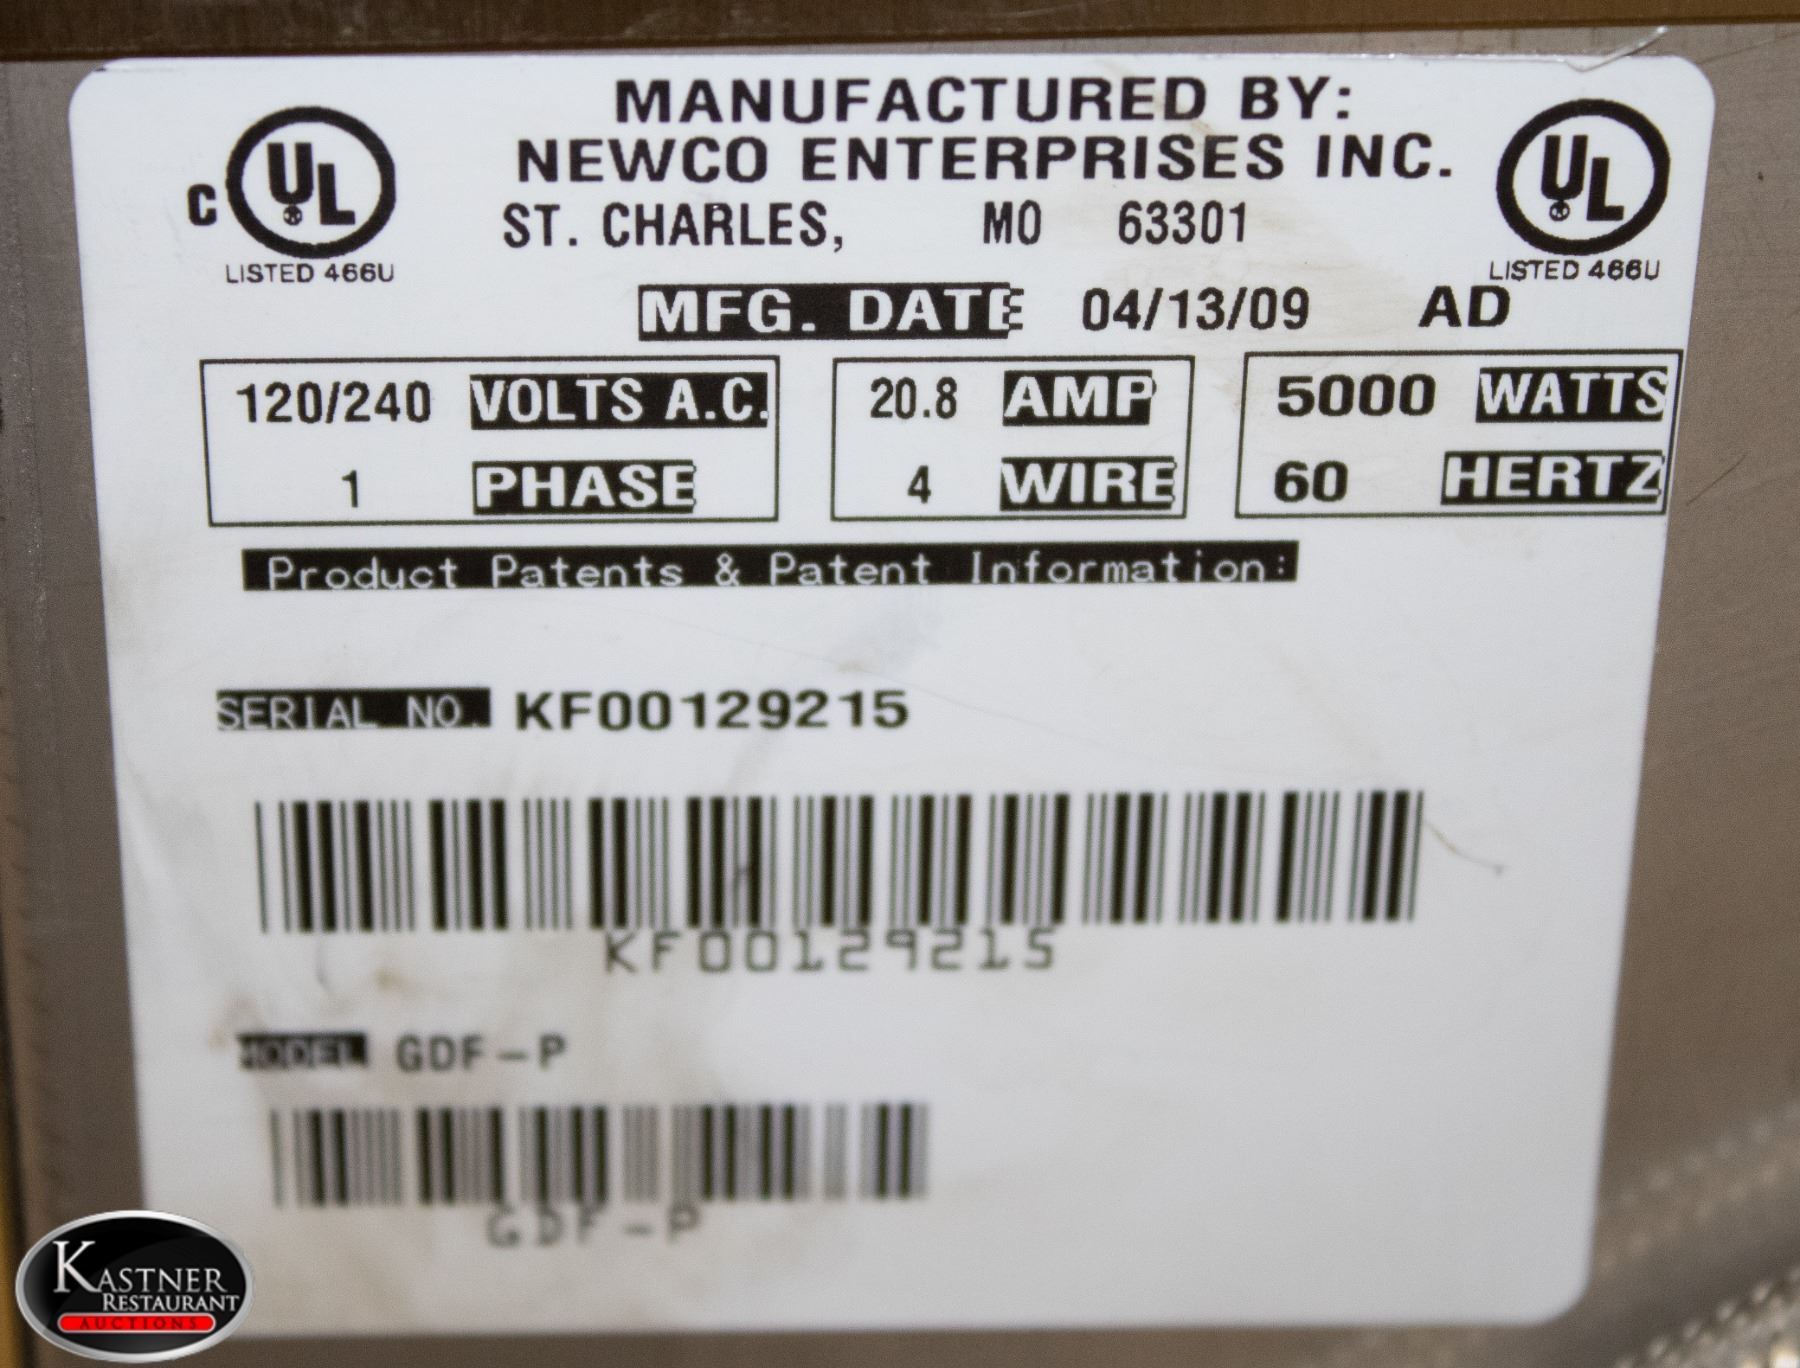 MANUFACTURED BY:
NEWCO ENTERPRISES INC.
ST. CHARLES, MO 63301
C UL
LISTED 466U
UL
LISTED 466U
MFG. DATE 04/13/09 AD
120/240 VOLTS A.C. 20.8 AMP 5000 WATTS
1 PHASE 4 WIRE 60 HERTZ
Product Patents & Patent Information:
SERIAL NO. KF00129215
KF00129215
MODEL GDF-P
GDF-P
KASTNER
RESTAURANT
AUCTIONS